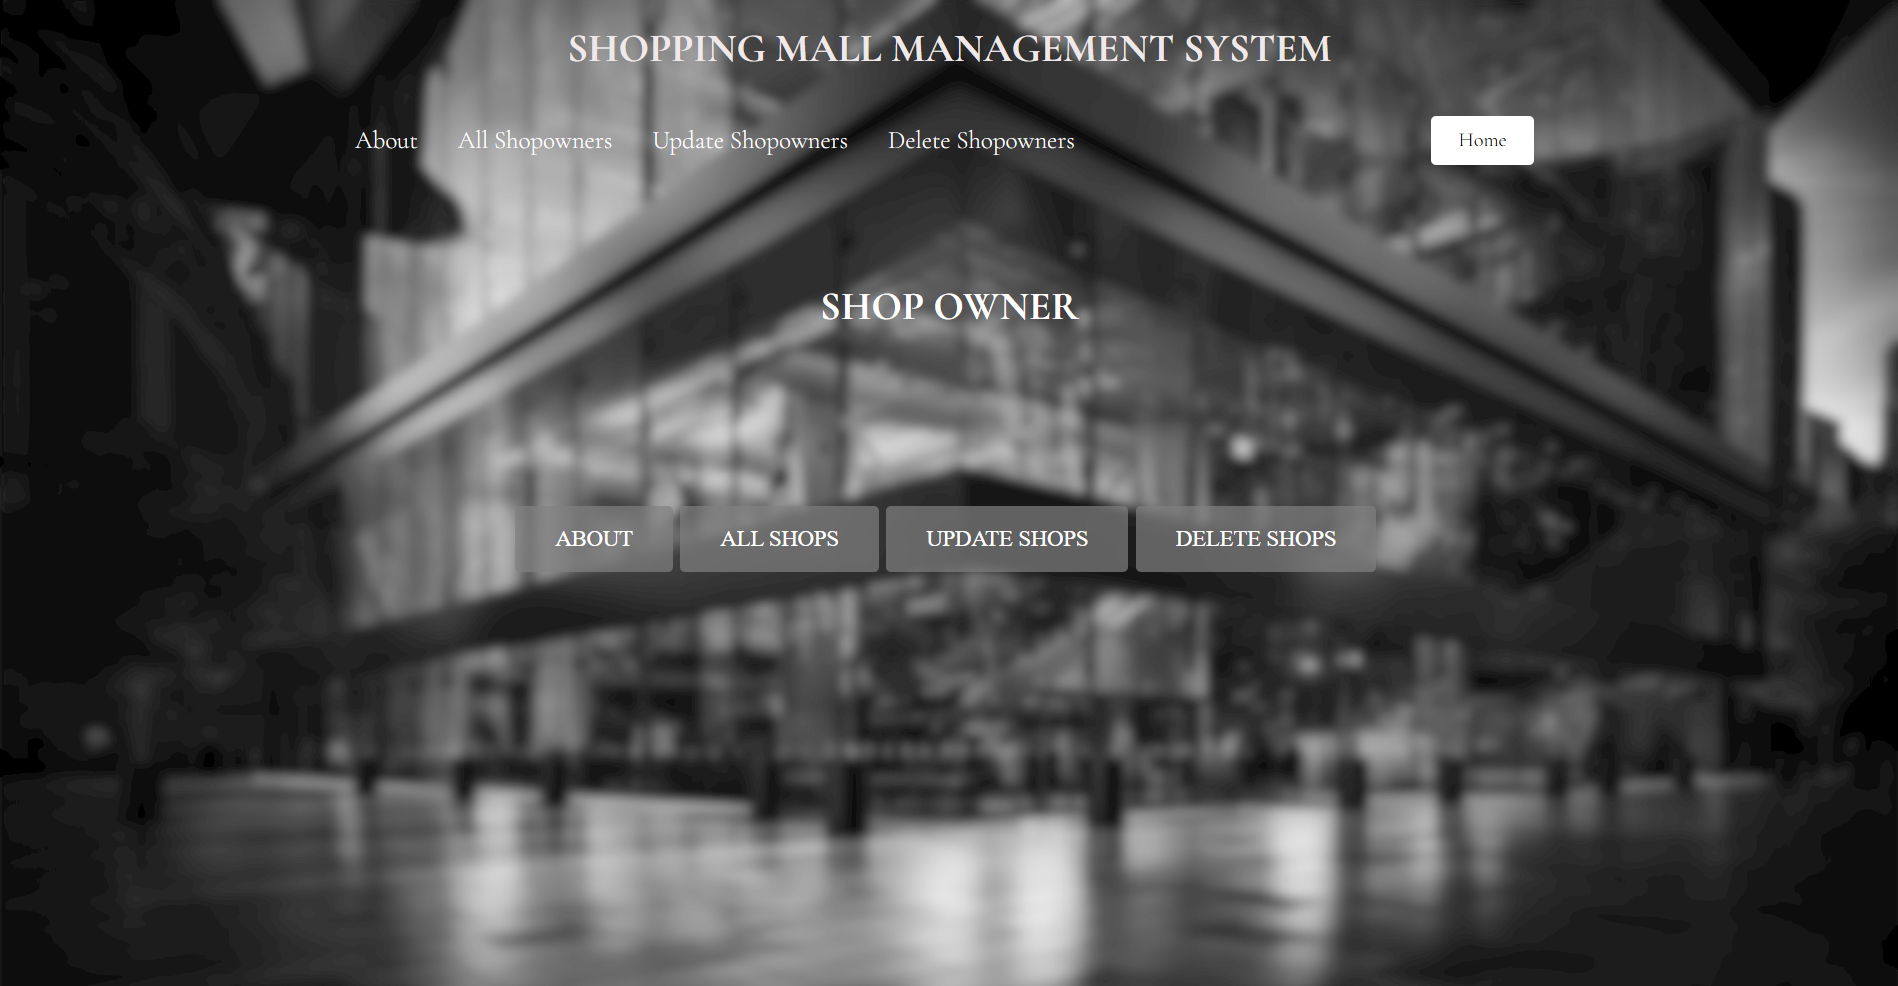 SHOPPING MALL MANAGEMENT SYSTEM
About All Shopowners Update Shopowners Delete Shopowners Home
SHOP OWNER
ABOUT ALL SHOPS UPDATE SHOPS DELETE SHOPS